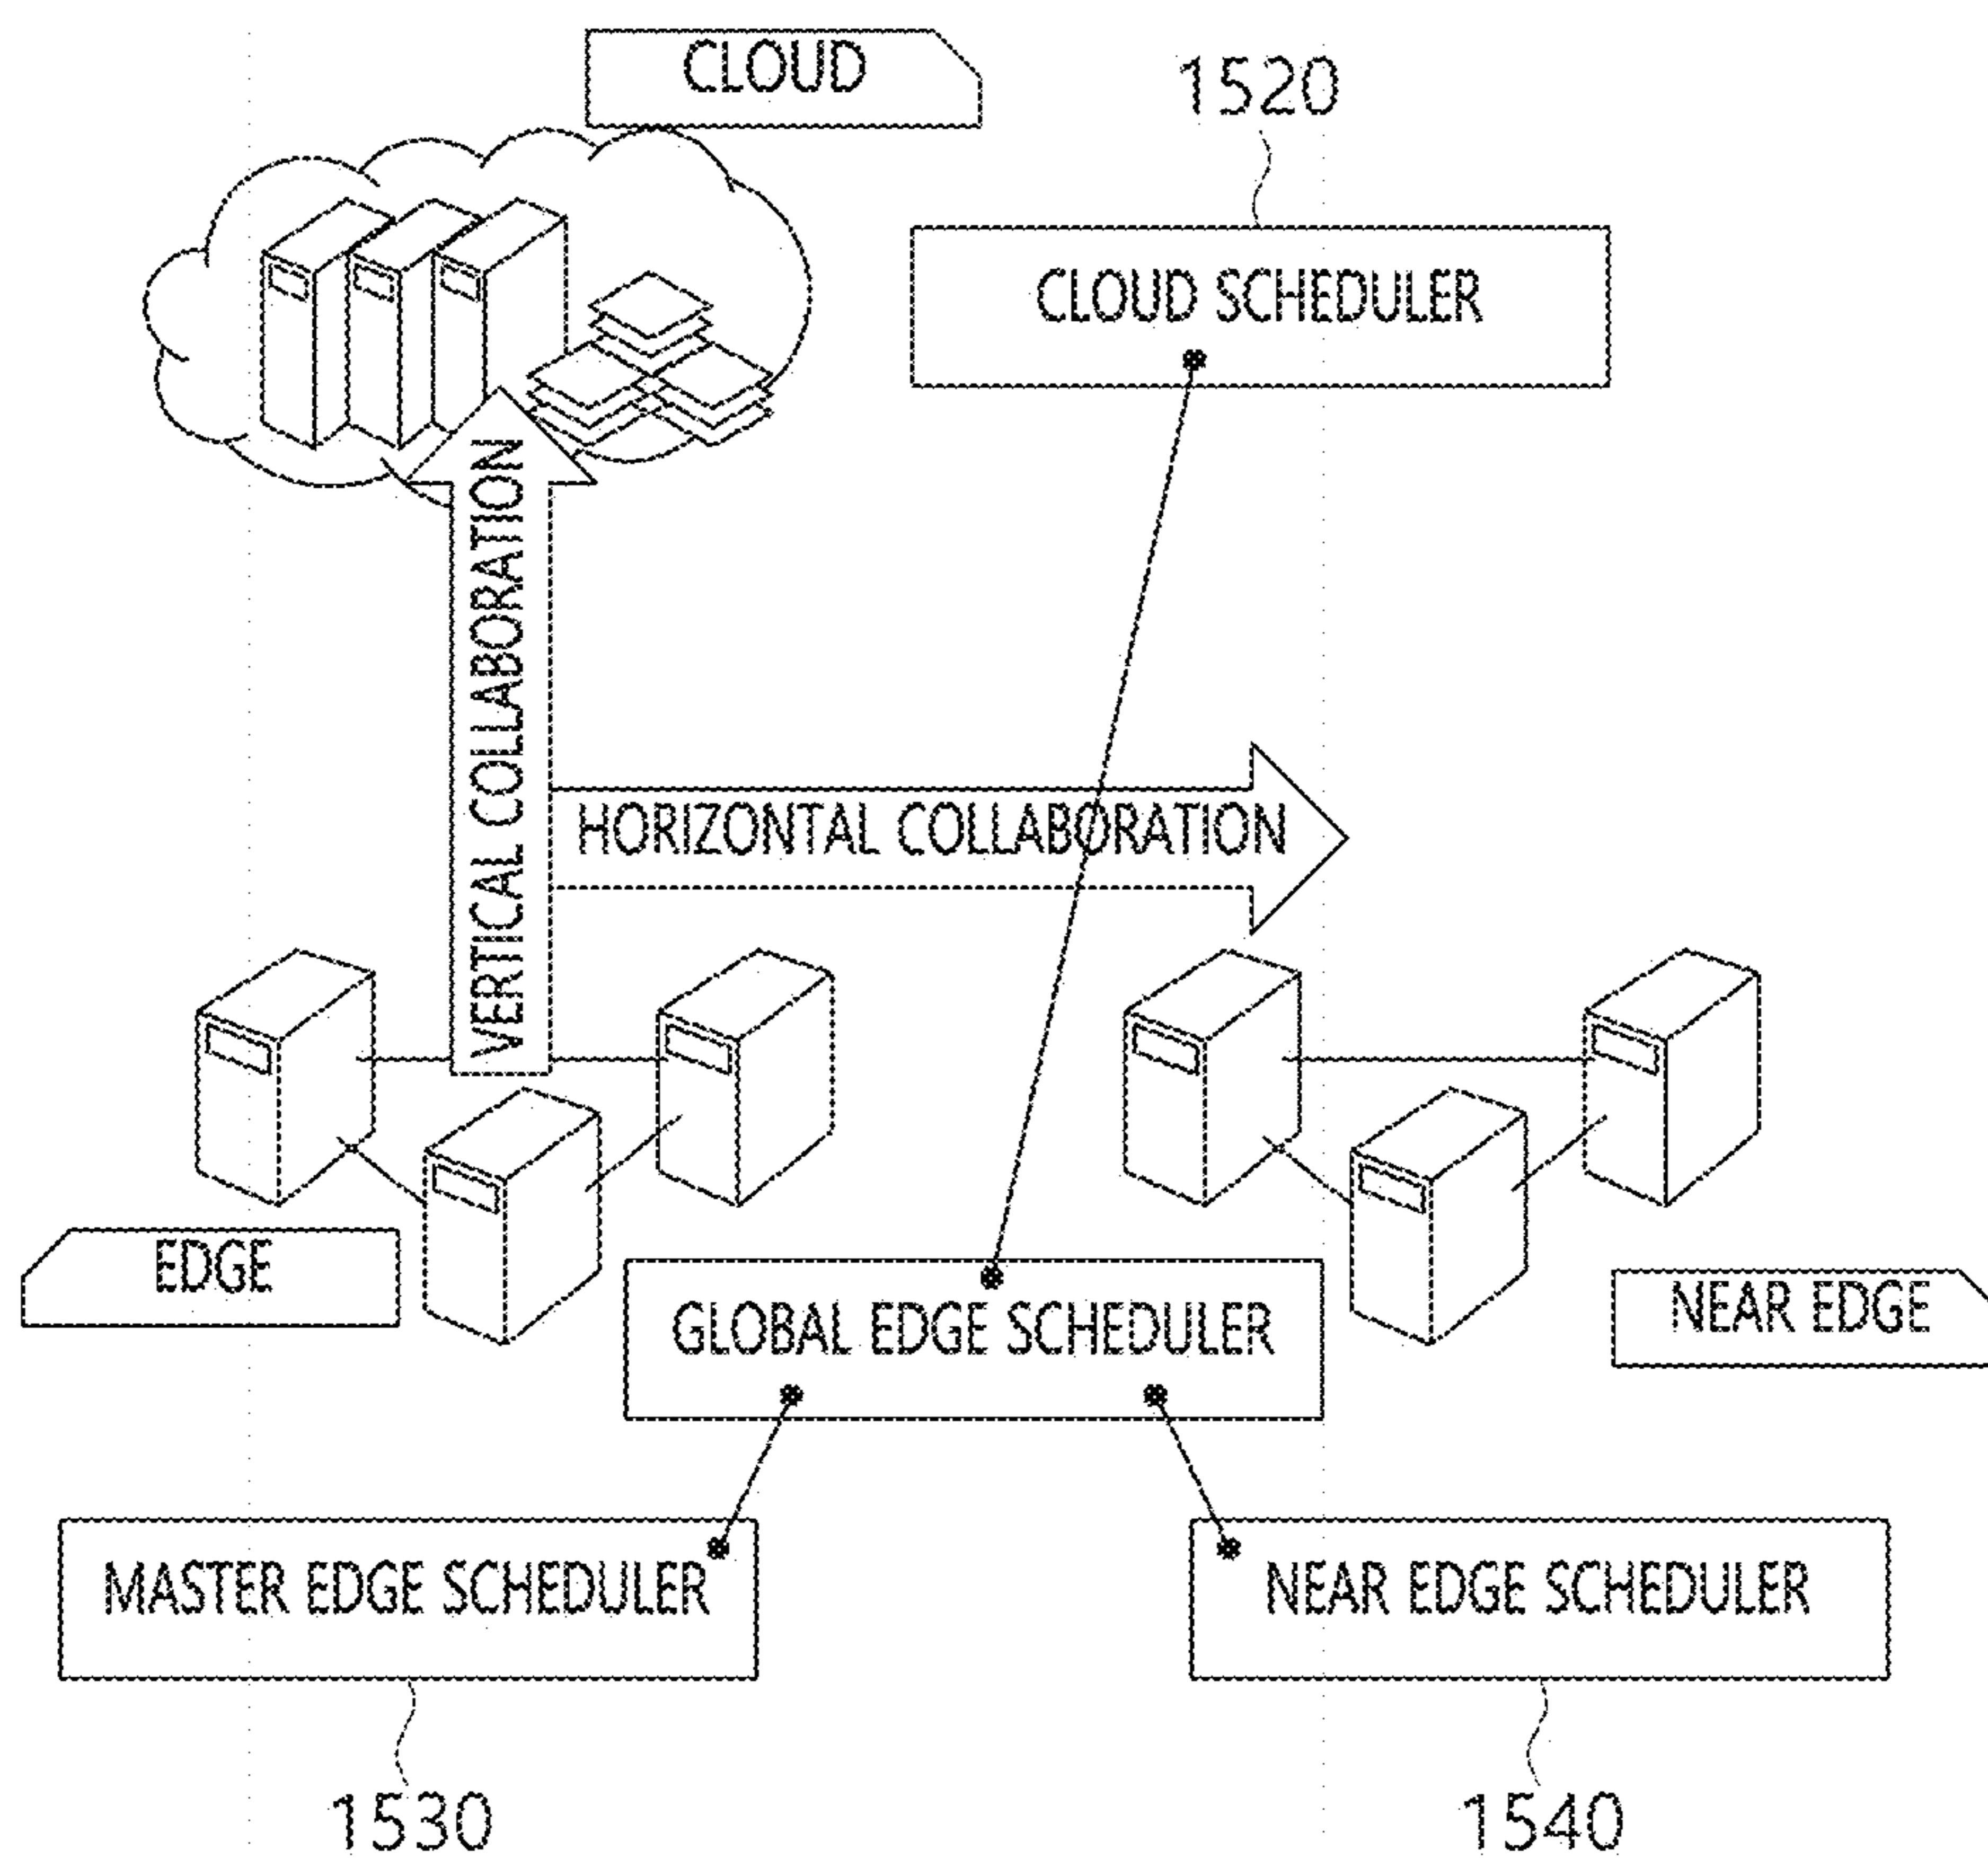 CLOUD
1520
CLOUD SCHEDULER
VERTICAL COLLABORATION
HORIZONTAL COLLABORATION
EDGE
GLOBAL EDGE SCHEDULER
NEAR EDGE
MASTER EDGE SCHEDULER
NEAR EDGE SCHEDULER
1530
1540